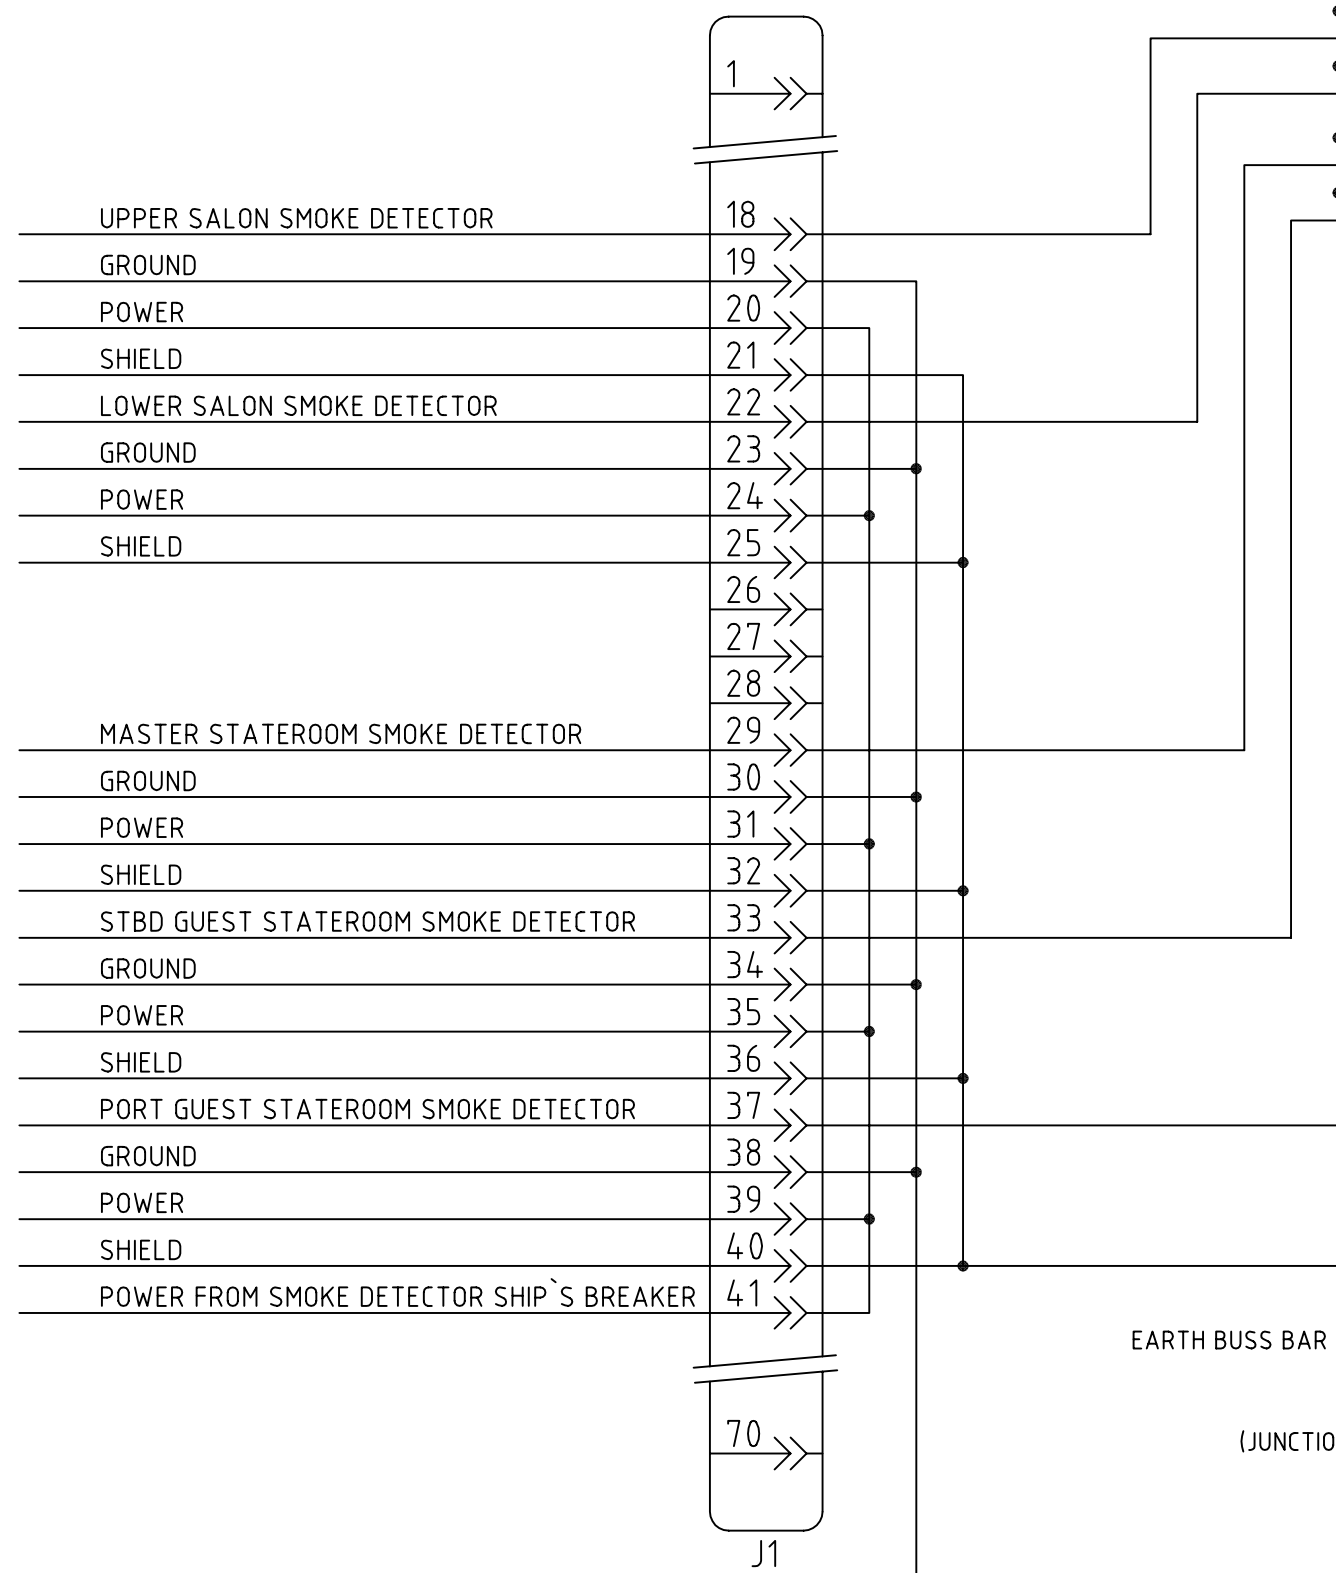 1
UPPER SALON SMOKE DETECTOR 18
GROUND 19
POWER 20
SHIELD 21
LOWER SALON SMOKE DETECTOR 22
GROUND 23
POWER 24
SHIELD 25
26
27
28
MASTER STATEROOM SMOKE DETECTOR 29
GROUND 30
POWER 31
SHIELD 32
STBD GUEST STATEROOM SMOKE DETECTOR 33
GROUND 34
POWER 35
SHIELD 36
PORT GUEST STATEROOM SMOKE DETECTOR 37
GROUND 38
POWER 39
SHIELD 40
POWER FROM SMOKE DETECTOR SHIP`S BREAKER 41
EARTH BUSS BAR
70
(JUNCTIO
J1